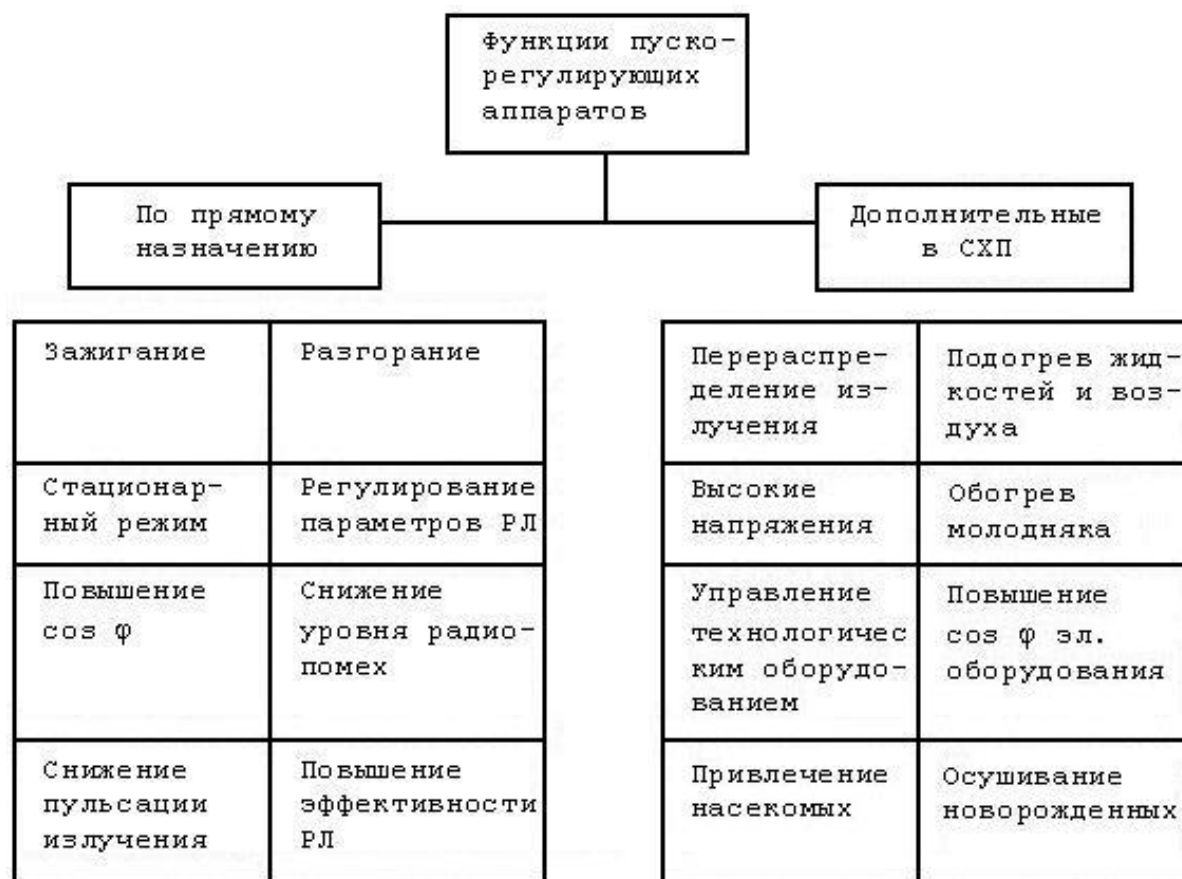 Функции пуско-
регулирующих
аппаратов
По прямому
назначению
Дополнительные
в СХП
Зажигание
Разгорание
Стационар-
ный режим
Регулирование
параметров РЛ
Повышение
cos φ
Снижение
уровня радио-
помех
Снижение
пульсации
излучения
Повышение
эффективности
РЛ
Перераспре-
деление из-
лучения
Подогрев жид-
костей и воз-
духа
Высокие
напряжения
Обогрев
молодняка
Управление
технологичес
ким оборудо-
ванием
Повышение
cos φ эл.
оборудования
Привлечение
насекомых
Осушивание
новорожденных